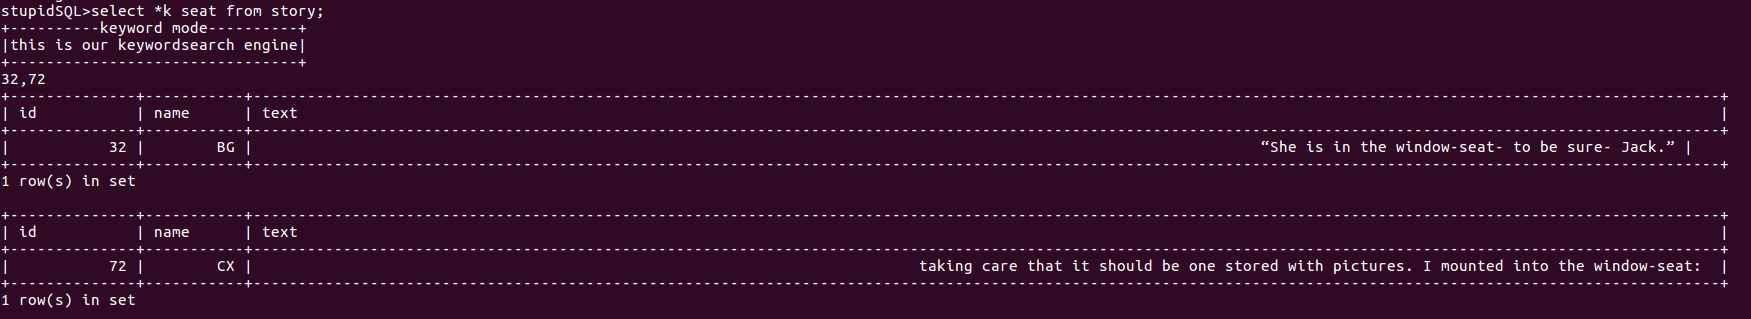 stupidSQL>select *k seat from story;
+----------keyword mode----------+
|this is our keywordsearch engine|
+--------------------------------+
32,72
+--------------+-----------+------------------------------------------------------------------------------------------------------------------------------------------------------------------+
| id | name | text |
+--------------+-----------+------------------------------------------------------------------------------------------------------------------------------------------------------------------+
| 32 | BG | “She is in the window-seat- to be sure- Jack.” |
+--------------+-----------+------------------------------------------------------------------------------------------------------------------------------------------------------------------+
1 row(s) in set
+--------------+-----------+------------------------------------------------------------------------------------------------------------------------------------------------------------------+
| id | name | text |
+--------------+-----------+------------------------------------------------------------------------------------------------------------------------------------------------------------------+
| 72 | CX | taking care that it should be one stored with pictures. I mounted into the window-seat: |
+--------------+-----------+------------------------------------------------------------------------------------------------------------------------------------------------------------------+
1 row(s) in set